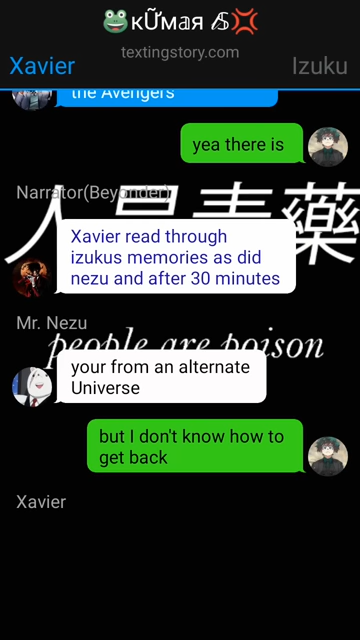 🐸кỮмaя 𝓁𝒮💢
textingstory.com
Xavier Izuku
the Avengers
yea there is
Narrator(Beyonder)
人是毒藥
Xavier read through
izukus memories as did
nezu and after 30 minutes
Mr. Nezu
people are poison
your from an alternate
Universe
but I don't know how to
get back
Xavier